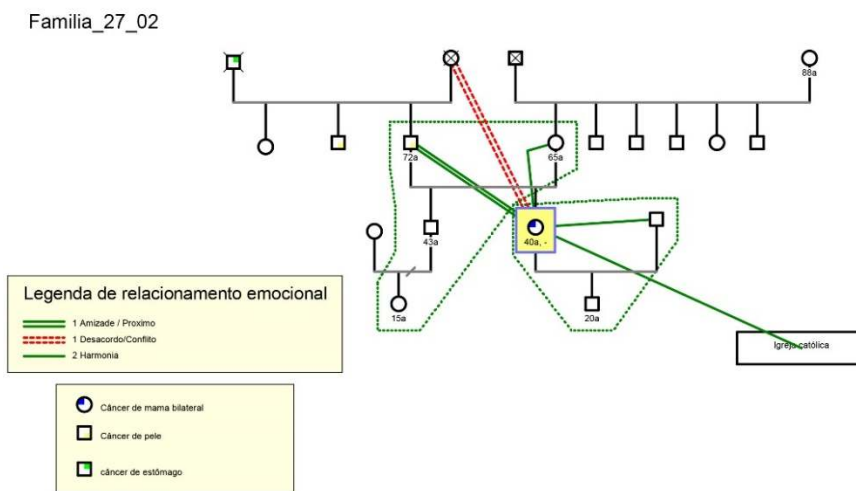 Familia_27_02
88a
72a
65a
43a
40a, -
15a
20a
Igreja católica
Legenda de relacionamento emocional
1 Amizade / Proximo
1 Desacordo/Conflito
2 Harmonia
Câncer de mama bilateral
Câncer de pele
câncer de estômago